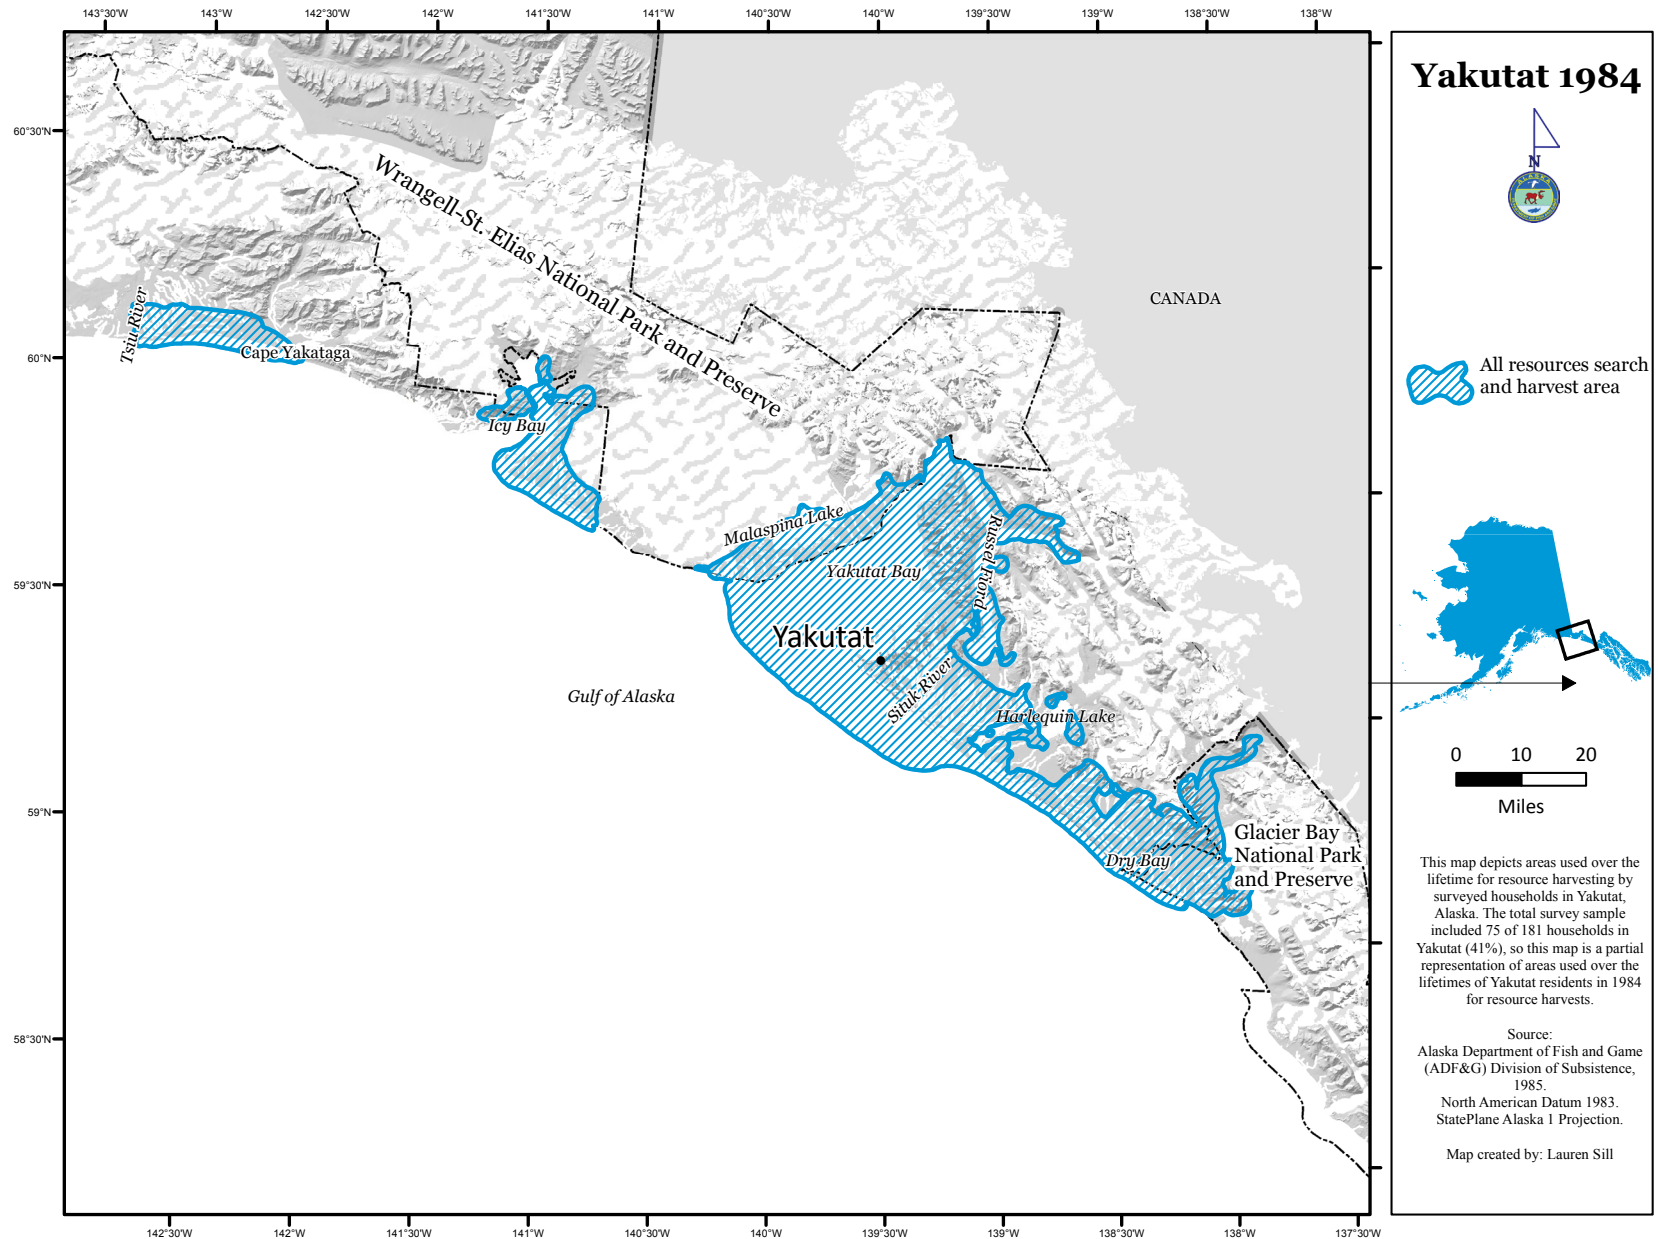 143°30'W
143°W
142°30'W
142°W
141°30'W
141°W
140°30'W
140°W
139°30'W
139°W
138°30'W
138°W
60°30'N
60°N
59°30'N
59°N
58°30'N
Wrangell-St. Elias National Park and Preserve
CANADA
Tsiu River
Cape Yakataga
Icy Bay
Malaspina Lake
Yakutat Bay
Russel Fiord
Yakutat
Situk River
Gulf of Alaska
Harlequin Lake
Dry Bay
Glacier Bay
National Park
and Preserve
142°30'W
142°W
141°30'W
141°W
140°30'W
140°W
139°30'W
139°W
138°30'W
138°W
137°30'W
Yakutat 1984
N
ALASKA
All resources search
and harvest area
0 10 20
Miles
This map depicts areas used over the
lifetime for resource harvesting by
surveyed households in Yakutat,
Alaska. The total survey sample
included 75 of 181 households in
Yakutat (41%), so this map is a partial
representation of areas used over the
lifetimes of Yakutat residents in 1984
for resource harvests.
Source:
Alaska Department of Fish and Game
(ADF&G) Division of Subsistence,
1985.
North American Datum 1983.
StatePlane Alaska 1 Projection.
Map created by: Lauren Sill